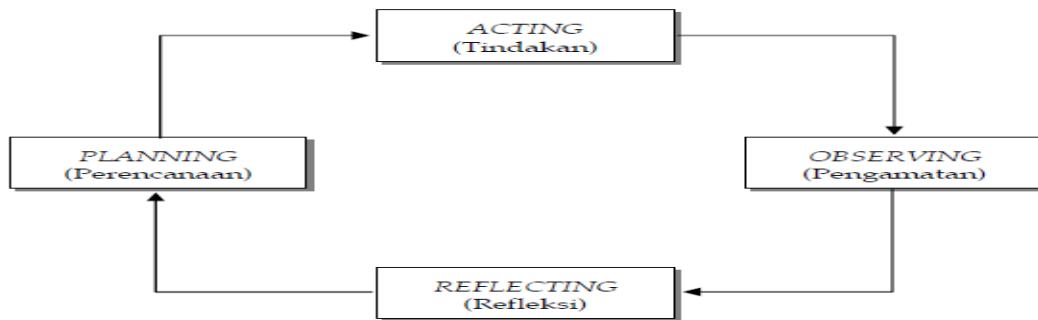 ACTING
(Tindakan)
PLANNING
(Perencanaan)
OBSERVING
(Pengamatan)
REFLECTING
(Refleksi)